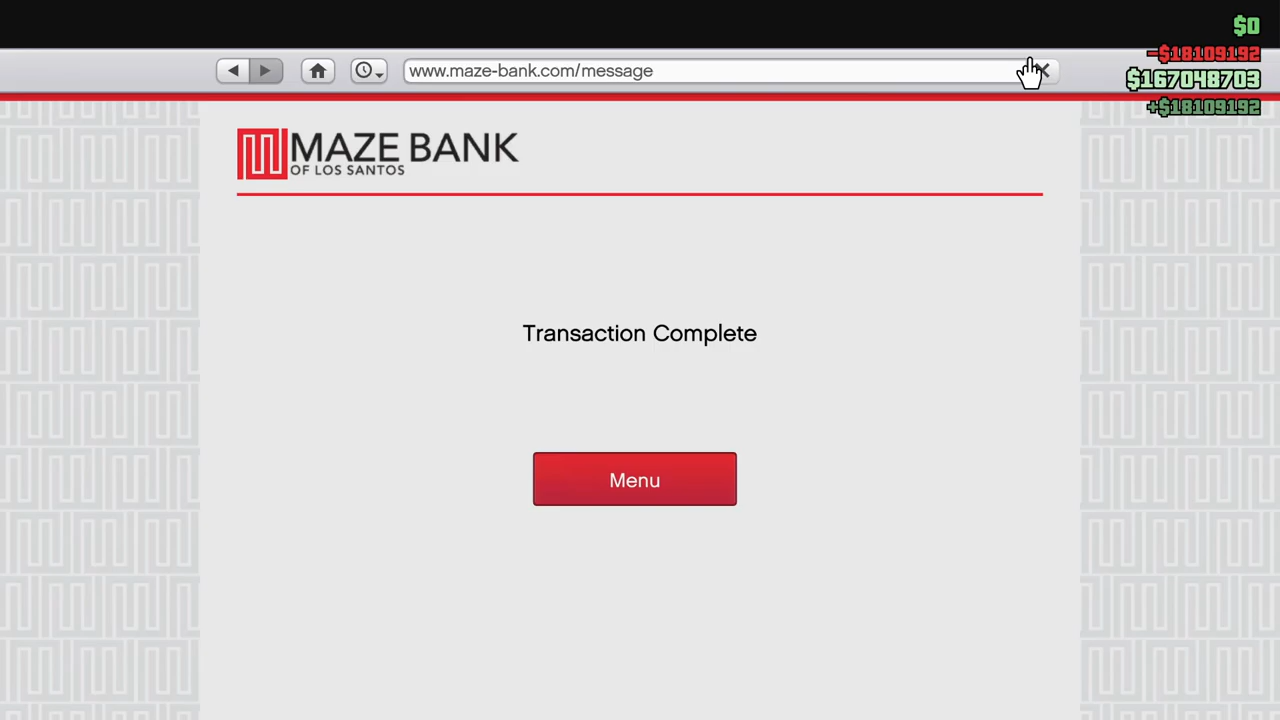 $0
-$18109192
www.maze-bank.com/message
$167048703
+$18109192
MAZE BANK
OF LOS SANTOS
Transaction Complete
Menu